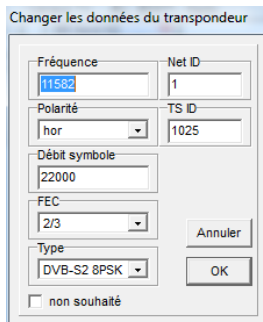 Changer les données du transpondeur
Fréquence
11582
Net ID
1
Polarité
hor
TS ID
1025
Débit symbole
22000
FEC
2/3
Type
DVB-S2 8PSK
Annuler
OK
non souhaité